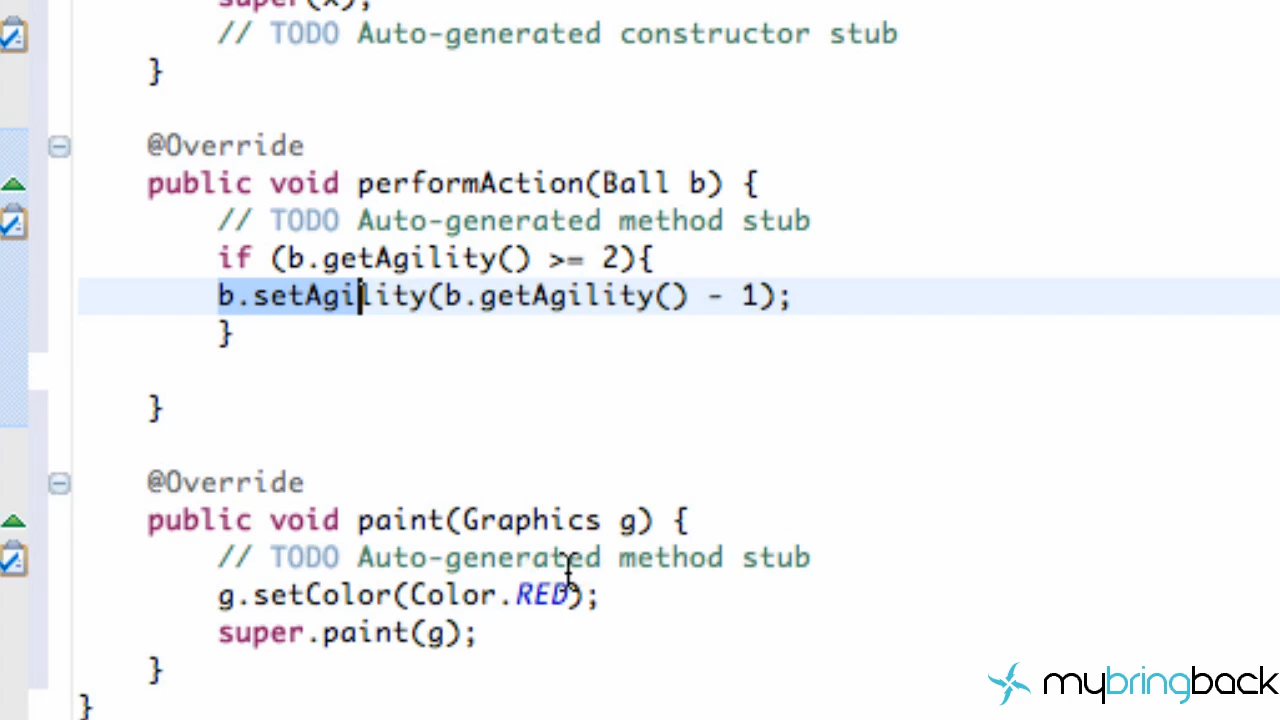 super(x);
// TODO Auto-generated constructor stub
}
@Override
public void performAction(Ball b) {
// TODO Auto-generated method stub
if (b.getAgility() >= 2){
b.setAgility(b.getAgility() - 1);
}
}
@Override
public void paint(Graphics g) {
// TODO Auto-generated method stub
g.setColor(Color.RED);
super.paint(g);
}
}
mybringback